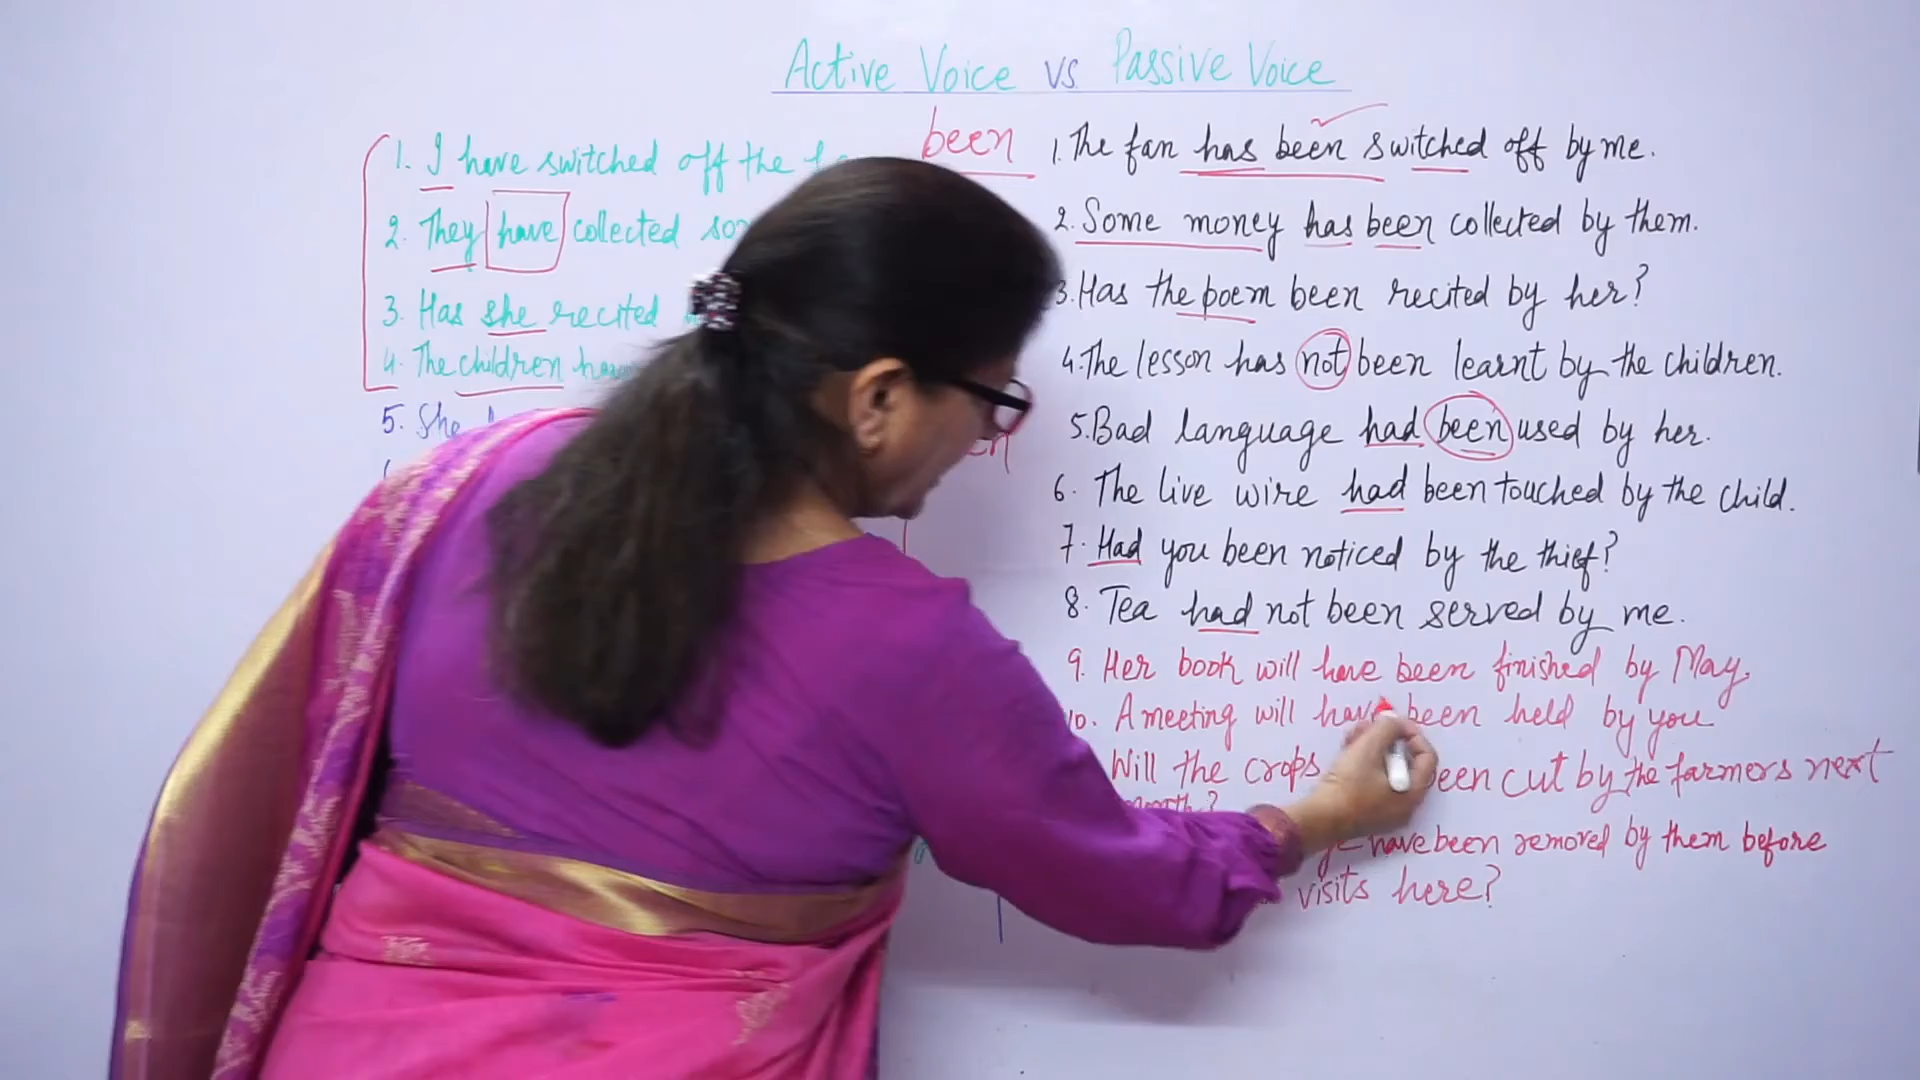 Active Voice vs. Passive Voice
1. I have switched off the
2. They have collected
3. Has she recited
4. The children
5. She
been
1. The fan has been switched off by me.
2. Some money has been collected by them.
3. Has the poem been recited by her?
4. The lesson has not been learnt by the children.
5. Bad language had been used by her.
6. The live wire had been touched by the child.
7. Had you been noticed by the thief?
8. Tea had not been served by me.
9. Her book will have been finished by May.
10. A meeting will have been held by you
Will the crops been cut by the farmers next
month?
have been removed by them before
visits here?